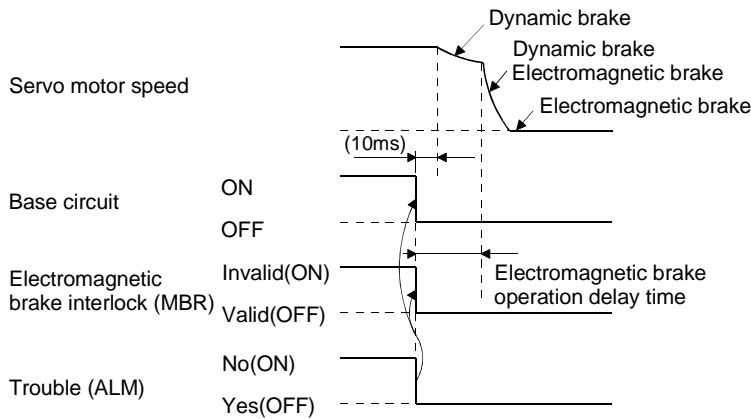 Dynamic brake
Dynamic brake
Electromagnetic brake
Servo motor speed
Electromagnetic brake
(10ms)
ON
Base circuit
OFF
Invalid(ON)
Electromagnetic brake
operation delay time
Electromagnetic
brake interlock (MBR)
Valid(OFF)
No(ON)
Trouble (ALM)
Yes(OFF)